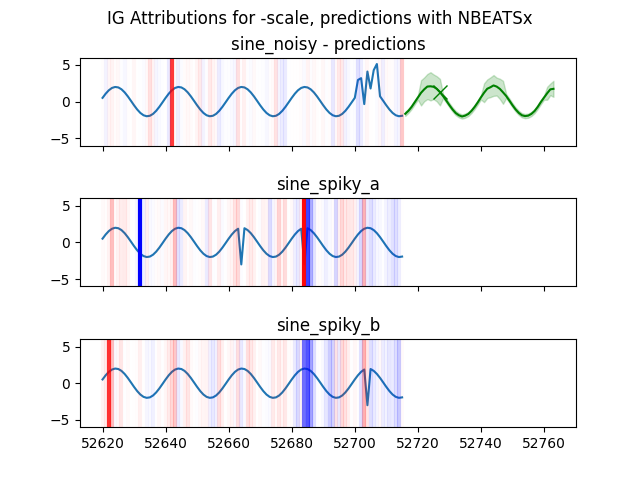 IG Attributions for -scale, predictions with NBEATSx
sine_noisy - predictions
5
0
−5
sine_spiky_a
5
0
−5
sine_spiky_b
5
0
−5
52620 52640 52660 52680 52700 52720 52740 52760